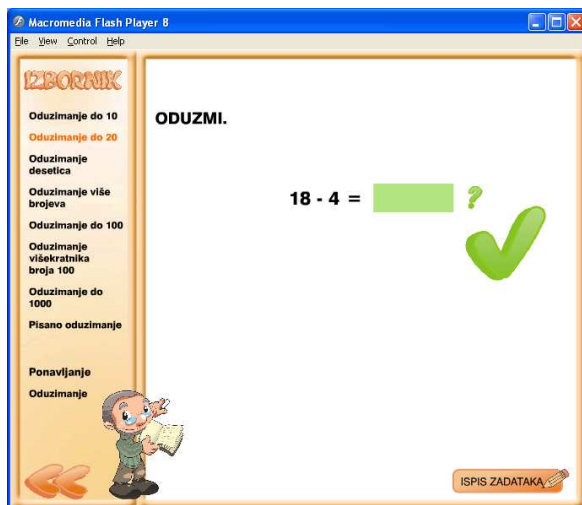 Macromedia Flash Player 8
File View Control Help
IZBORNIK
Oduzimanje do 10
Oduzimanje do 20
Oduzimanje
desetica
Oduzimanje više
brojeva
Oduzimanje do 100
Oduzimanje
višekratnika
broja 100
Oduzimanje do
1000
Pisano oduzimanje
Ponavljanje
Oduzimanje
ODUZMI.
18 - 4 = ?
ISPIS ZADATAKA